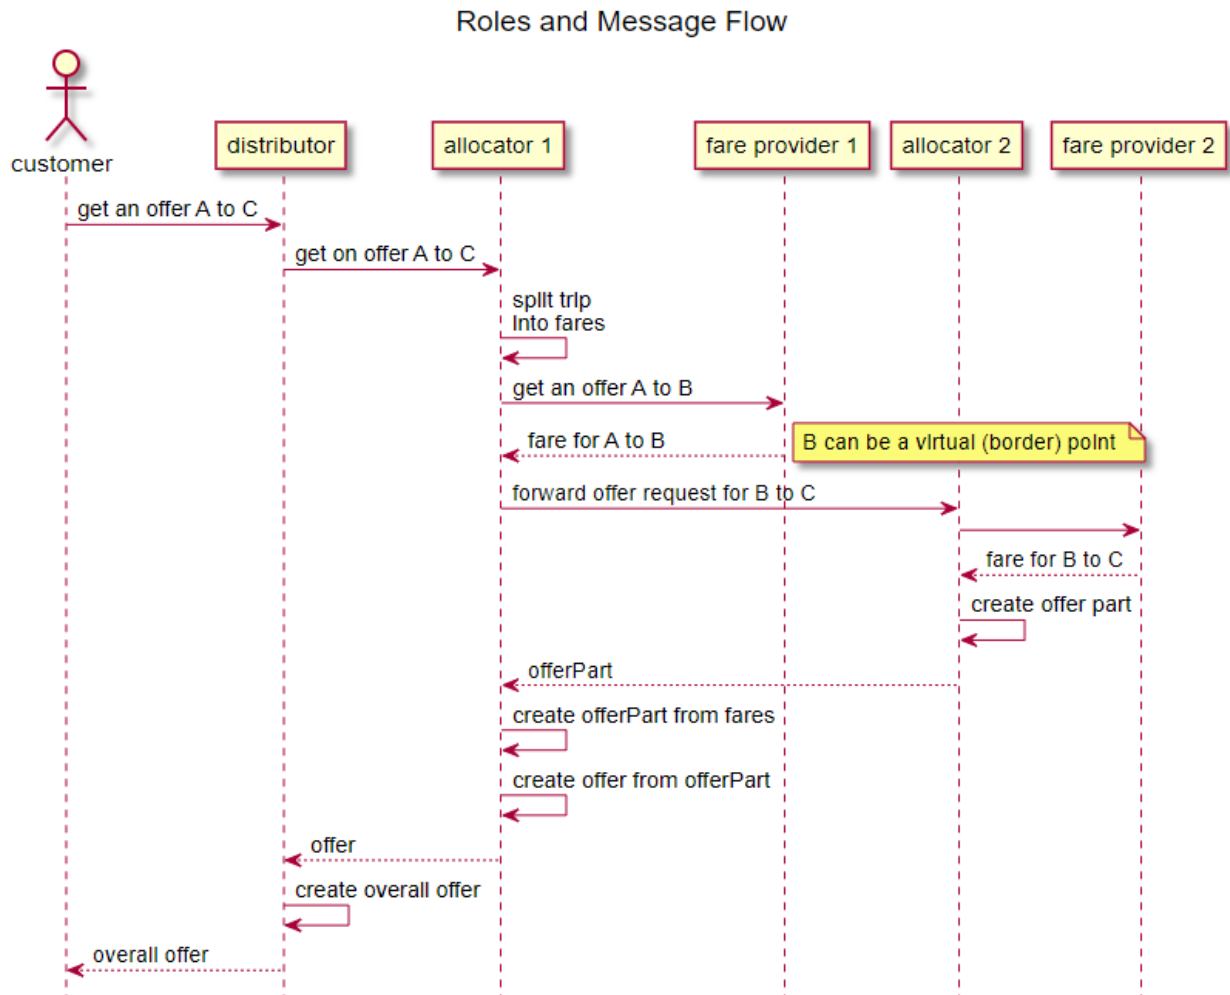 Roles and Message Flow
customer
distributor
allocator 1
fare provider 1
allocator 2
fare provider 2
get an offer A to C
get on offer A to C
split trip
into fares
get an offer A to B
fare for A to B
B can be a virtual (border) point
forward offer request for B to C
fare for B to C
create offer part
offerPart
create offerPart from fares
create offer from offerPart
offer
create overall offer
overall offer